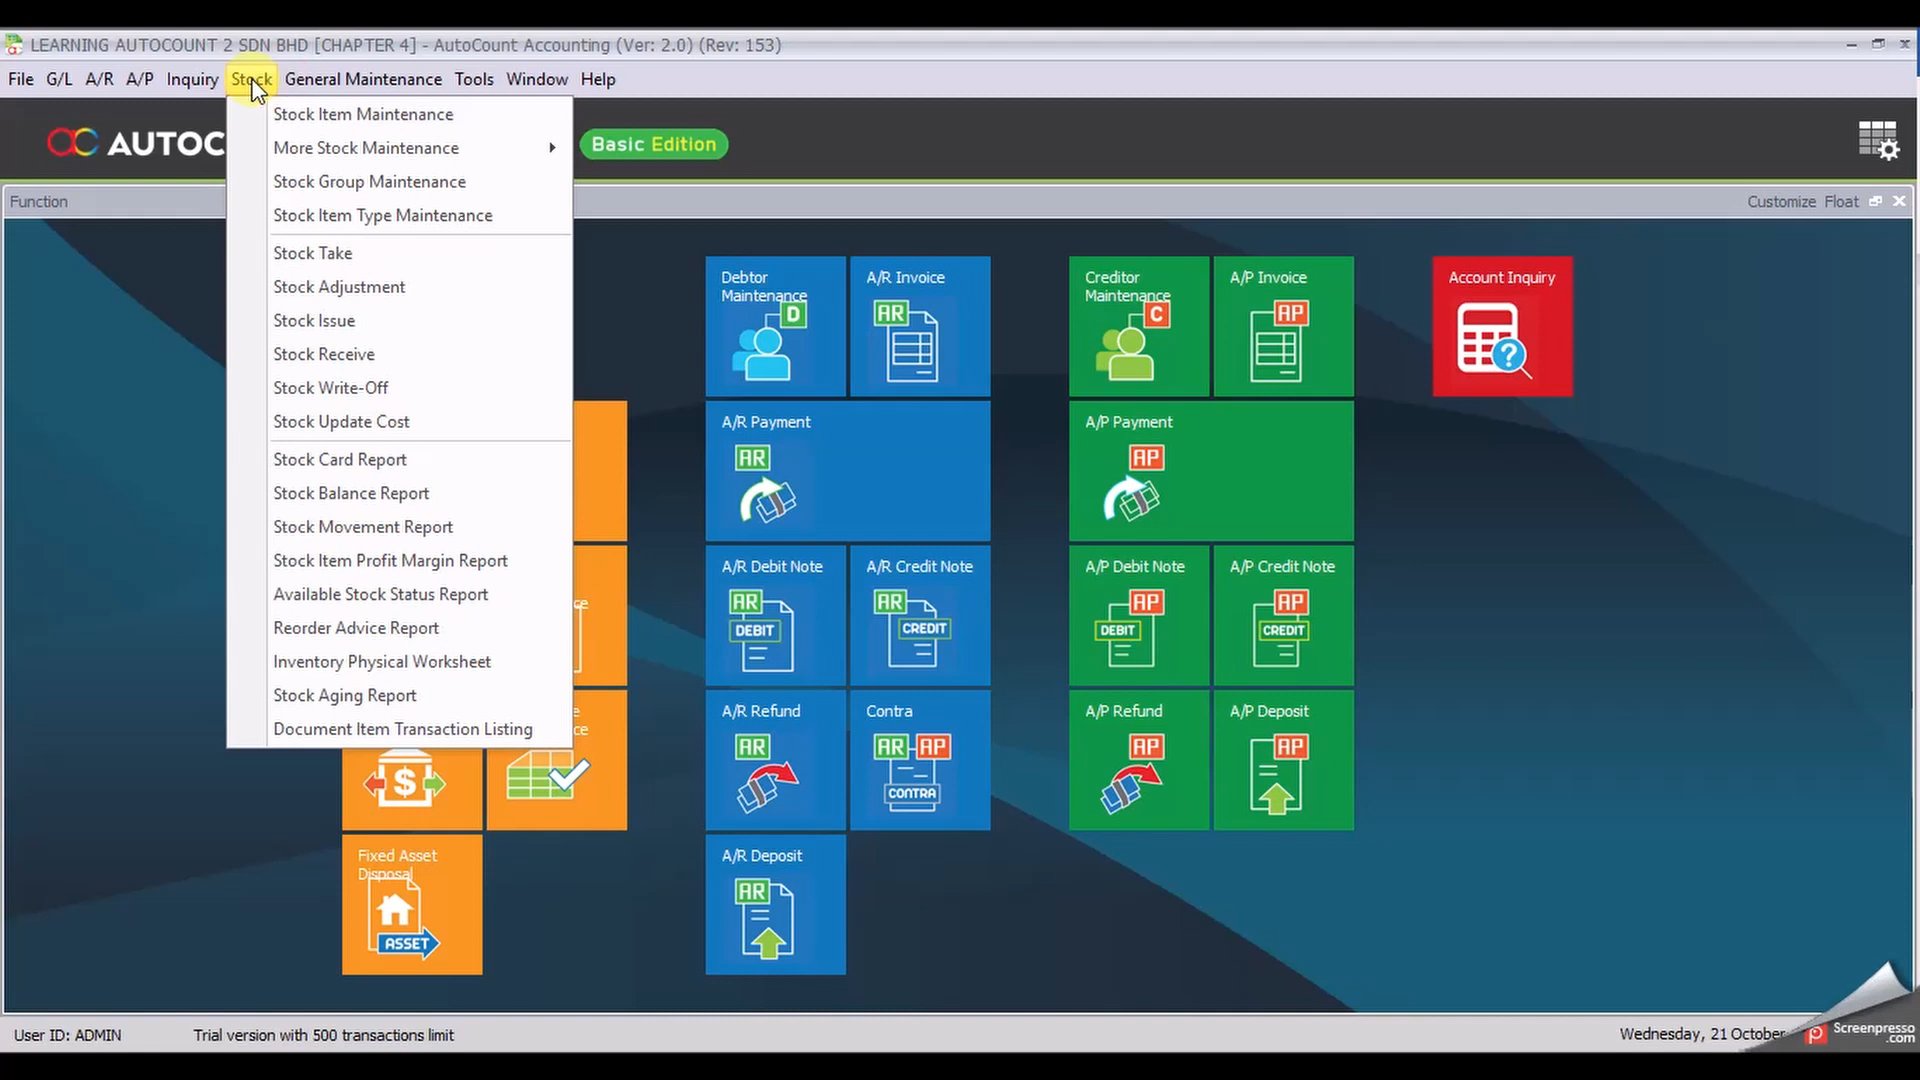 LEARNING AUTOCOUNT 2 SDN BHD [CHAPTER 4] - AutoCount Accounting (Ver: 2.0) (Rev: 153)
File G/L A/R A/P Inquiry Stock General Maintenance Tools Window Help
AUTOC
Basic Edition
Function
Customize Float
Stock Item Maintenance
More Stock Maintenance
Stock Group Maintenance
Stock Item Type Maintenance
Stock Take
Stock Adjustment
Stock Issue
Stock Receive
Stock Write-Off
Stock Update Cost
Stock Card Report
Stock Balance Report
Stock Movement Report
Stock Item Profit Margin Report
Available Stock Status Report
Reorder Advice Report
Inventory Physical Worksheet
Stock Aging Report
Document Item Transaction Listing
Fixed Asset
Disposal
ASSET
Debtor
Maintenance
D
A/R Invoice
AR
A/R Payment
AR
A/R Debit Note
AR
DEBIT
A/R Credit Note
AR
CREDIT
A/R Refund
AR
Contra
AR AP
CONTRA
A/R Deposit
AR
Creditor
Maintenance
C
A/P Invoice
AP
A/P Payment
AP
A/P Debit Note
AP
DEBIT
A/P Credit Note
AP
CREDIT
A/P Refund
AP
A/P Deposit
AP
Account Inquiry
User ID: ADMIN
Trial version with 500 transactions limit
Wednesday, 21 October
Screenpresso
.com